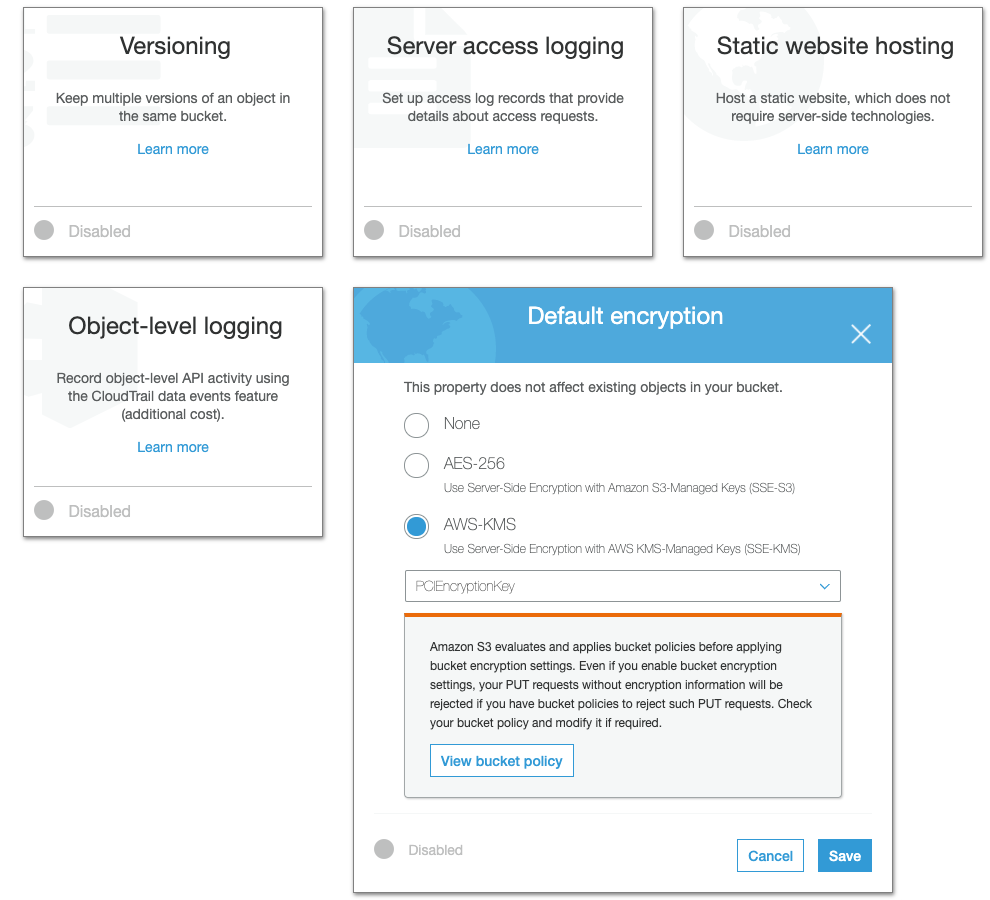 Versioning
Keep multiple versions of an object in
the same bucket.
Learn more
Disabled
Server access logging
Set up access log records that provide
details about access requests.
Learn more
Disabled
Static website hosting
Host a static website, which does not
require server-side technologies.
Learn more
Disabled
Object-level logging
Record object-level API activity using
the CloudTrail data events feature
(additional cost).
Learn more
Disabled
Default encryption
This property does not affect existing objects in your bucket.
None
AES-256
Use Server-Side Encryption with Amazon S3-Managed Keys (SSE-S3)
AWS-KMS
Use Server-Side Encryption with AWS KMS-Managed Keys (SSE-KMS)
PCIEncryptionKey
Amazon S3 evaluates and applies bucket policies before applying
bucket encryption settings. Even if you enable bucket encryption
settings, your PUT requests without encryption information will be
rejected if you have bucket policies to reject such PUT requests. Check
your bucket policy and modify it if required.
View bucket policy
Disabled
Cancel
Save